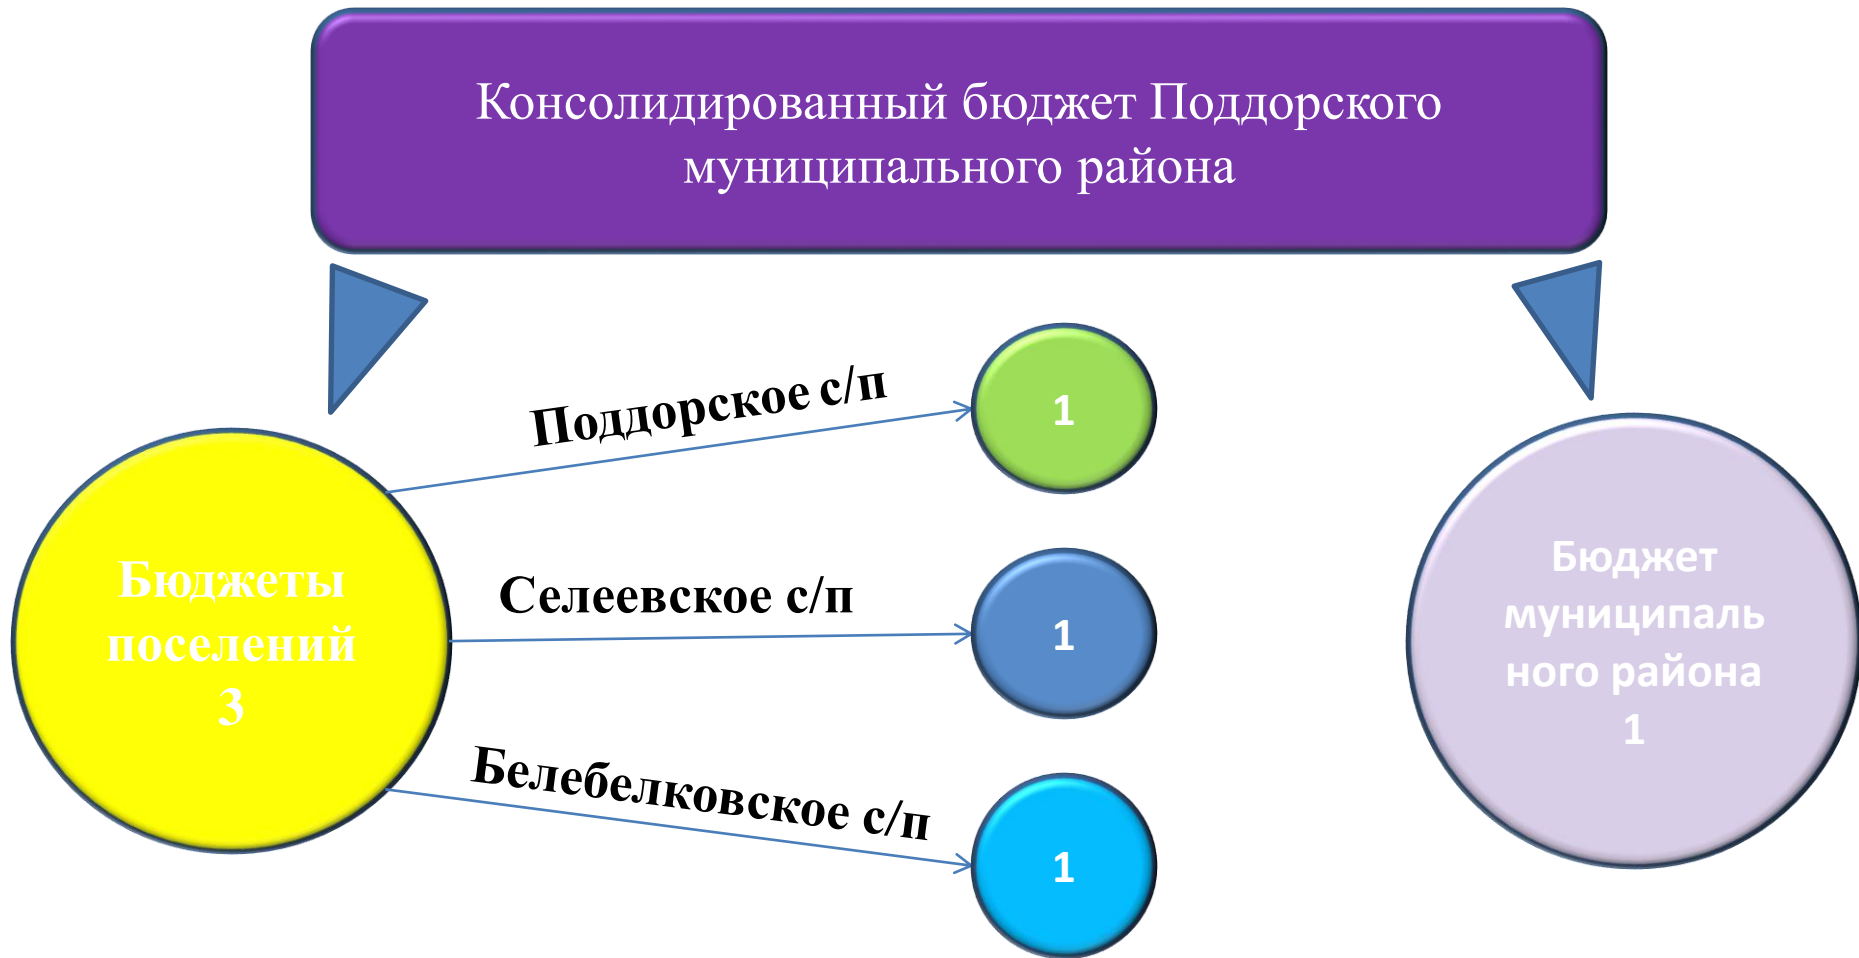 Консолидированный бюджет Поддорского
муниципального района
Поддорское с/п
1
Бюджеты
поселений
3
Селеевское с/п
1
Белебелковское с/п
1
Бюджет
муниципаль
ного района
1